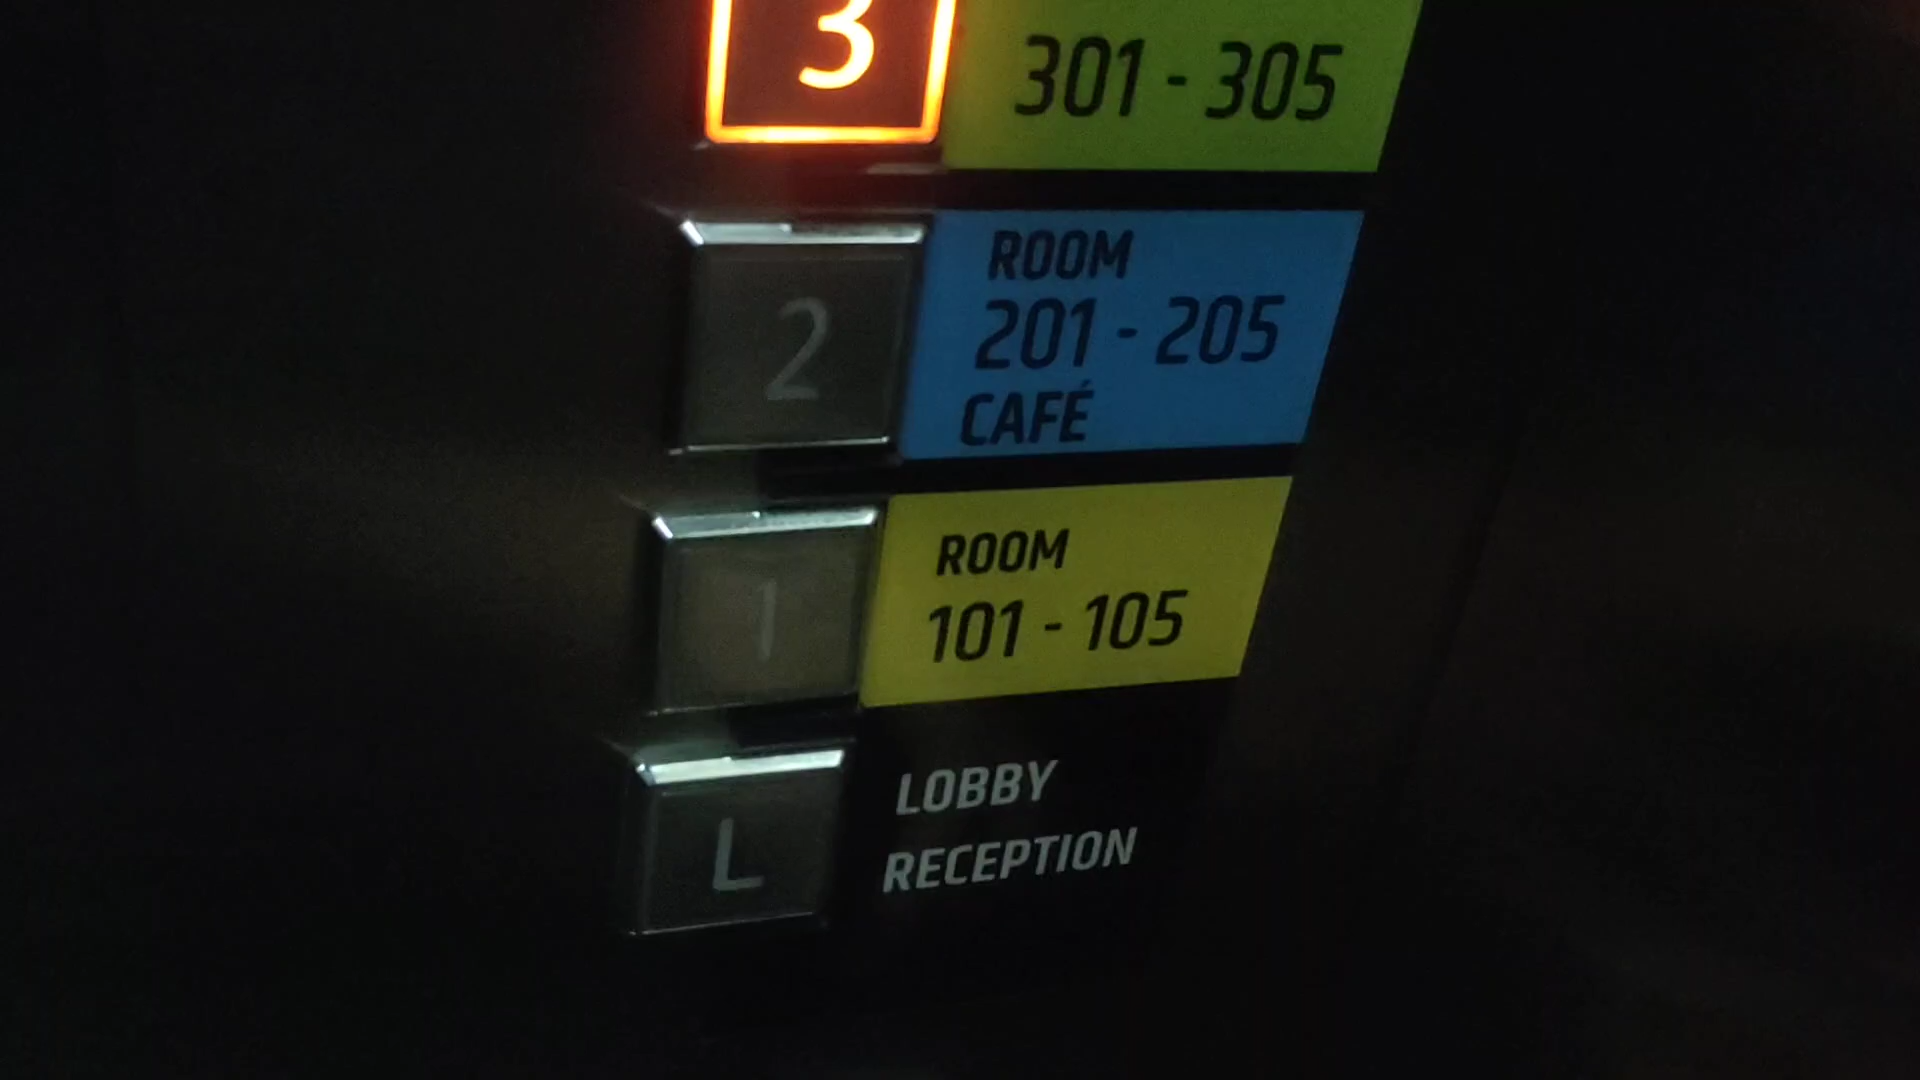 3
301 - 305
2
ROOM
201 - 205
CAFÉ
1
ROOM
101 - 105
L
LOBBY
RECEPTION